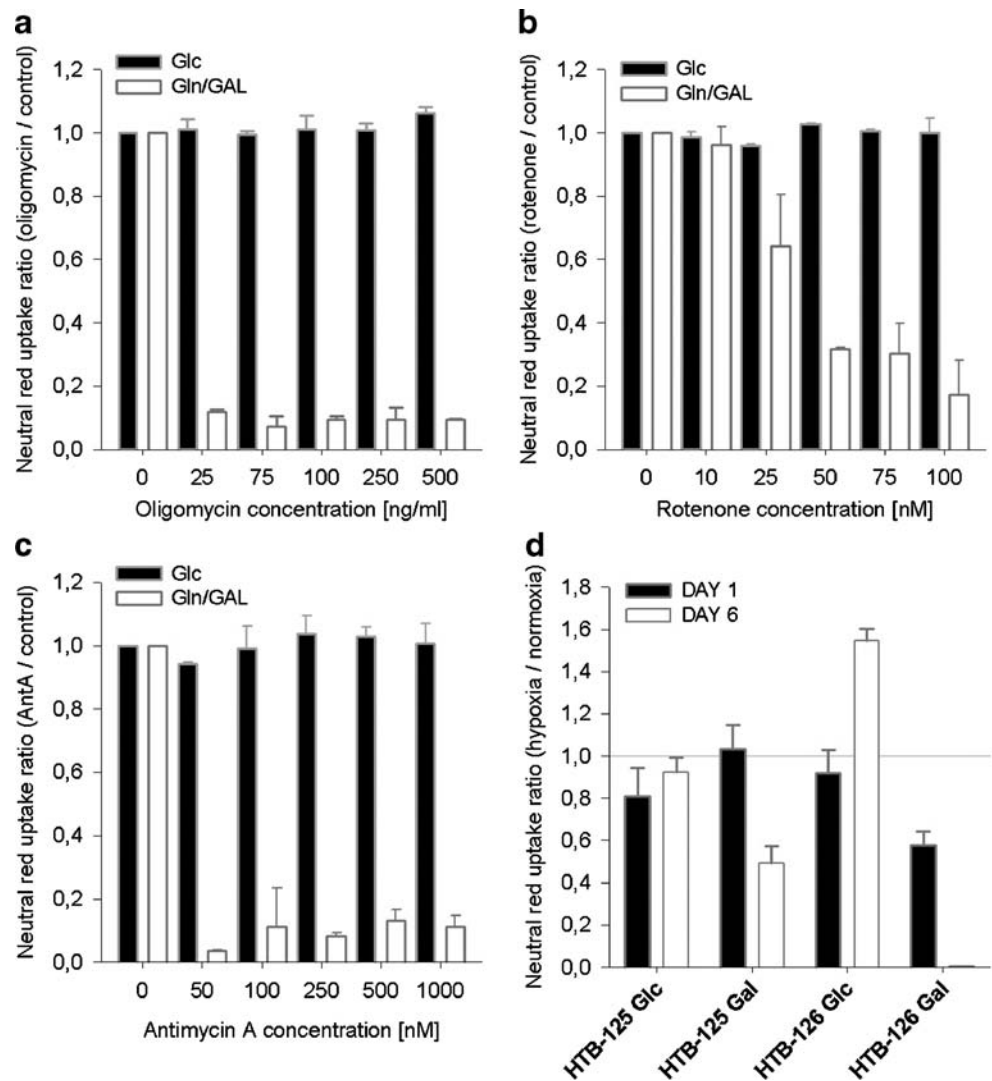 a
Glc
Gln/GAL
Neutral red uptake ratio (oligomycin / control)
1,2
1,0
0,8
0,6
0,4
0,2
0,0
0 25 75 100 250 500
Oligomycin concentration [ng/ml]
b
Glc
Gln/GAL
Neutral red uptake ratio (rotenone / control)
1,2
1,0
0,8
0,6
0,4
0,2
0,0
0 10 25 50 75 100
Rotenone concentration [nM]
c
Glc
Gln/GAL
Neutral red uptake ratio (AntA / control)
1,2
1,0
0,8
0,6
0,4
0,2
0,0
0 50 100 250 500 1000
Antimycin A concentration [nM]
d
DAY 1
DAY 6
Neutral red uptake ratio (hypoxia / normoxia)
1,8
1,6
1,4
1,2
1,0
0,8
0,6
0,4
0,2
0,0
HTB-125 Glc
HTB-125 Gal
HTB-126 Glc
HTB-126 Gal